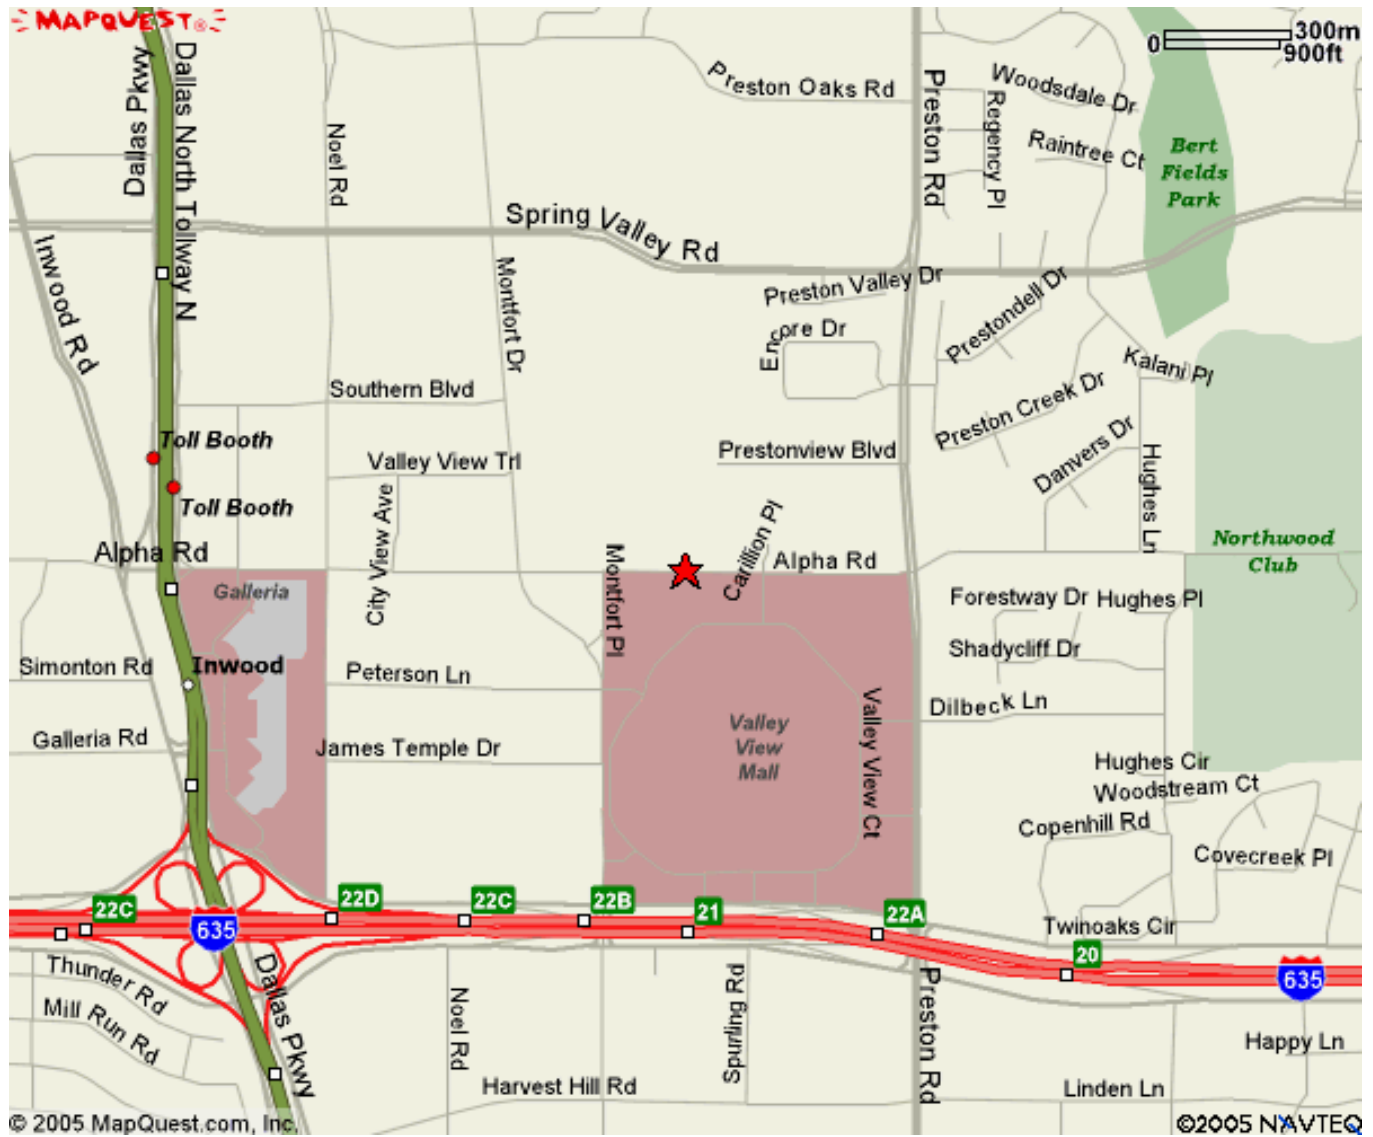 MAPQUEST®
0 300m
900ft
Dallas Pkwy
Dallas North Tollway N
Noel Rd
Preston Oaks Rd
Preston Rd
Woodsdale Dr
Regency Pl
Raintree Ct
Bert
Fields
Park
Spring Valley Rd
Inwood Rd
Montfort Dr
Preston Valley Dr
Encore Dr
Prestondell Dr
Kalani Pl
Southern Blvd
Preston Creek Dr
Toll Booth
Valley View Trl
Prestonview Blvd
Danvers Dr
Hughes Ln
Toll Booth
City View Ave
Carillion Pl
Alpha Rd
Alpha Rd
Montfort Pl
Northwood
Club
Galleria
Forestway Dr
Hughes Pl
Shadycliff Dr
Simonton Rd
Inwood
Peterson Ln
Dilbeck Ln
Galleria Rd
James Temple Dr
Valley
View
Mall
Valley View Ct
Hughes Cir
Woodstream Ct
Copenhill Rd
Covecreek Pl
22C
22D
22C
22B
21
22A
Twinoaks Cir
635
20
635
Thunder Rd
Mill Run Rd
Dallas Pkwy
Noel Rd
Spurling Rd
Preston Rd
Happy Ln
Harvest Hill Rd
Linden Ln
© 2005 MapQuest.com, Inc.
©2005 NAVTEQ